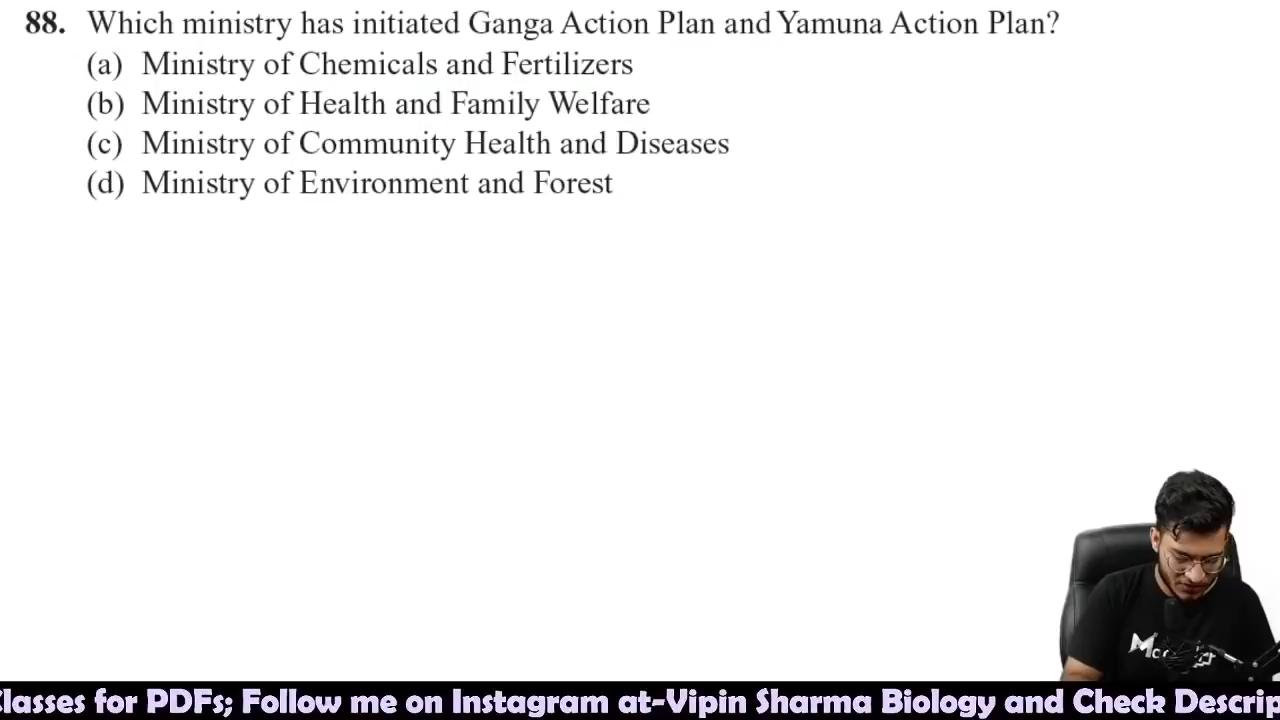 88. Which ministry has initiated Ganga Action Plan and Yamuna Action Plan?
(a) Ministry of Chemicals and Fertilizers
(b) Ministry of Health and Family Welfare
(c) Ministry of Community Health and Diseases
(d) Ministry of Environment and Forest
Classes for PDFs; Follow me on Instagram at-Vipin Sharma Biology and Check Descrip